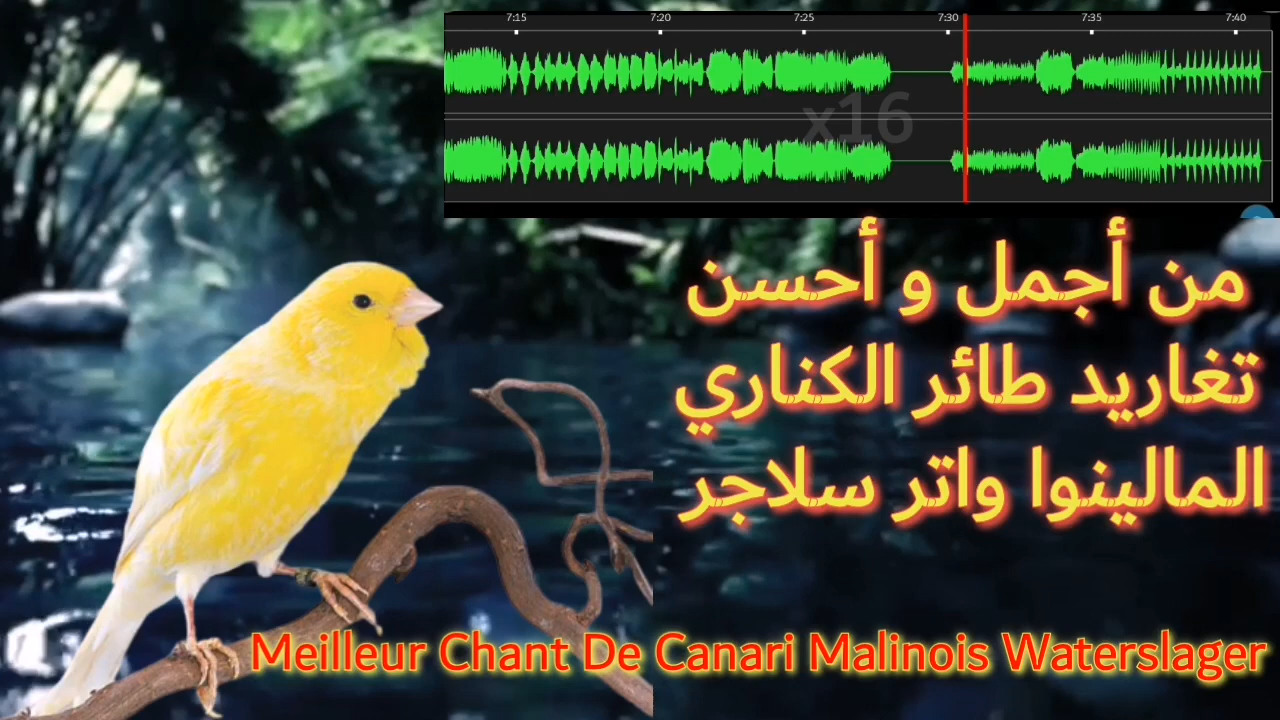 7:15 7:20 7:25 7:30 7:35 7:40
x16
من أجمل و أحسن
تغاريد طائر الكناري
المالينوا واتر سلاجر
Meilleur Chant De Canari Malinois Waterslager